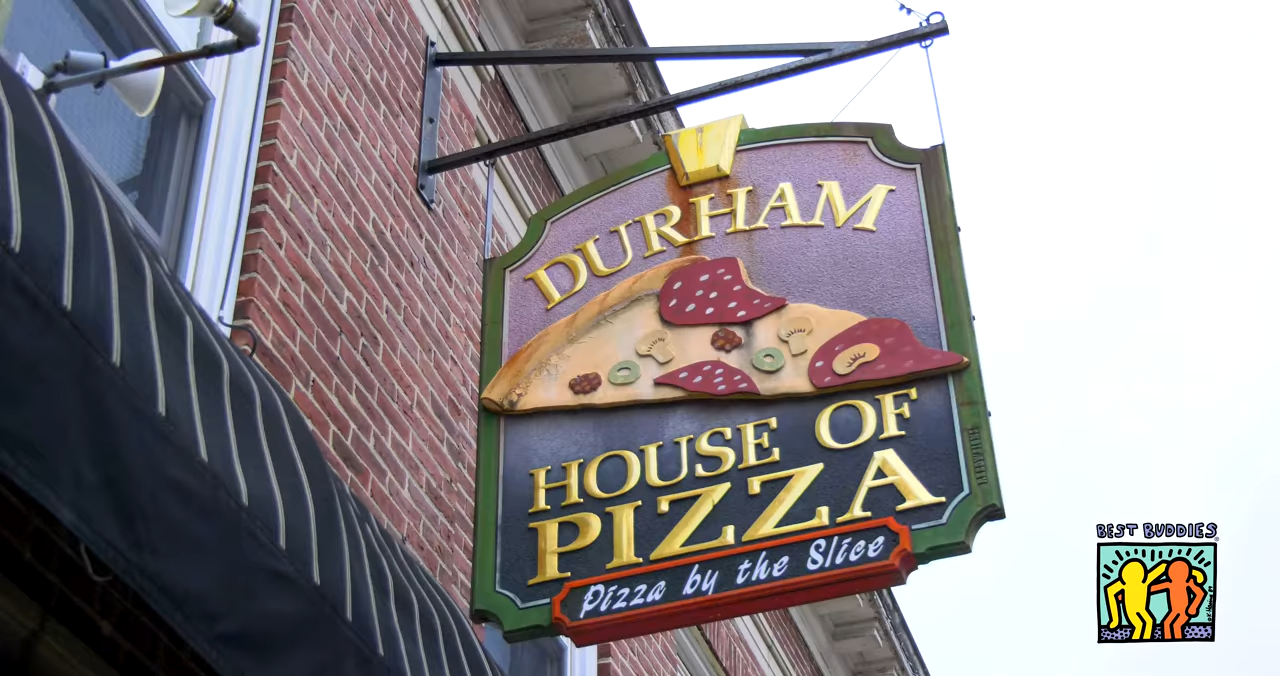 DURHAM
HOUSE OF
PIZZA
Pizza by the Slice
BEST BUDDIES